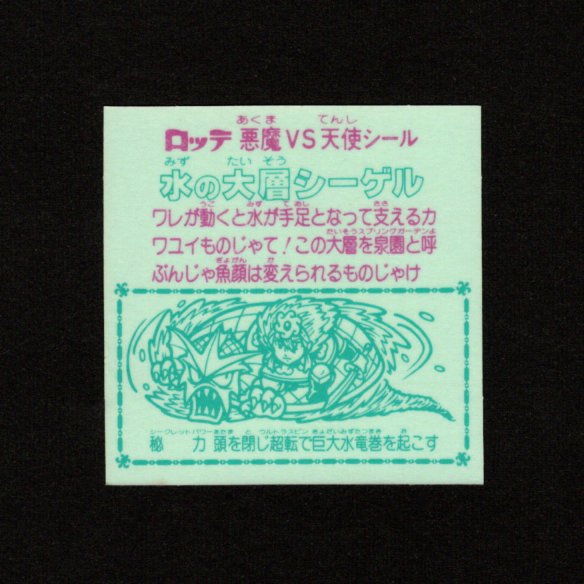 あくま てんし
ロッテ 悪魔VS天使シール
みず たい そう
水の大層シーゲル
うご みず て あし ささ
ワレが動くと水が手足となって支える力
たいそうスプリングガーデンよ
ワユイものじゃて！この大層を泉園と呼
ぎょがん か
ぶんじゃ魚顔は変えられるものじゃけ
シークレットパワーあたま と ウルトラスピン きょだいみずたつまき お
秘 力 頭を閉じ超転で巨大水竜巻を起こす